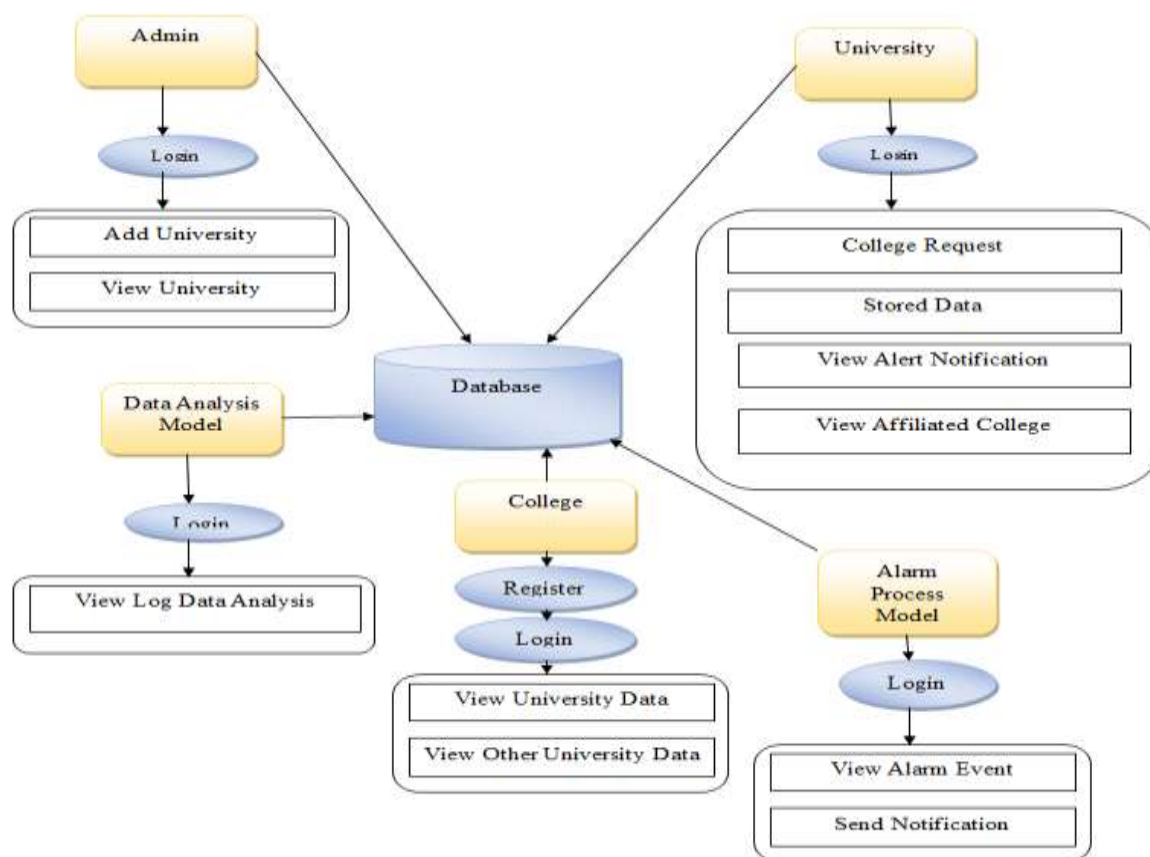 Admin
Login
Add University
View University
University
Login
College Request
Stored Data
View Alert Notification
View Affiliated College
Database
Data Analysis
Model
Login
View Log Data Analysis
College
Register
Login
View University Data
View Other University Data
Alarm
Process
Model
Login
View Alarm Event
Send Notification